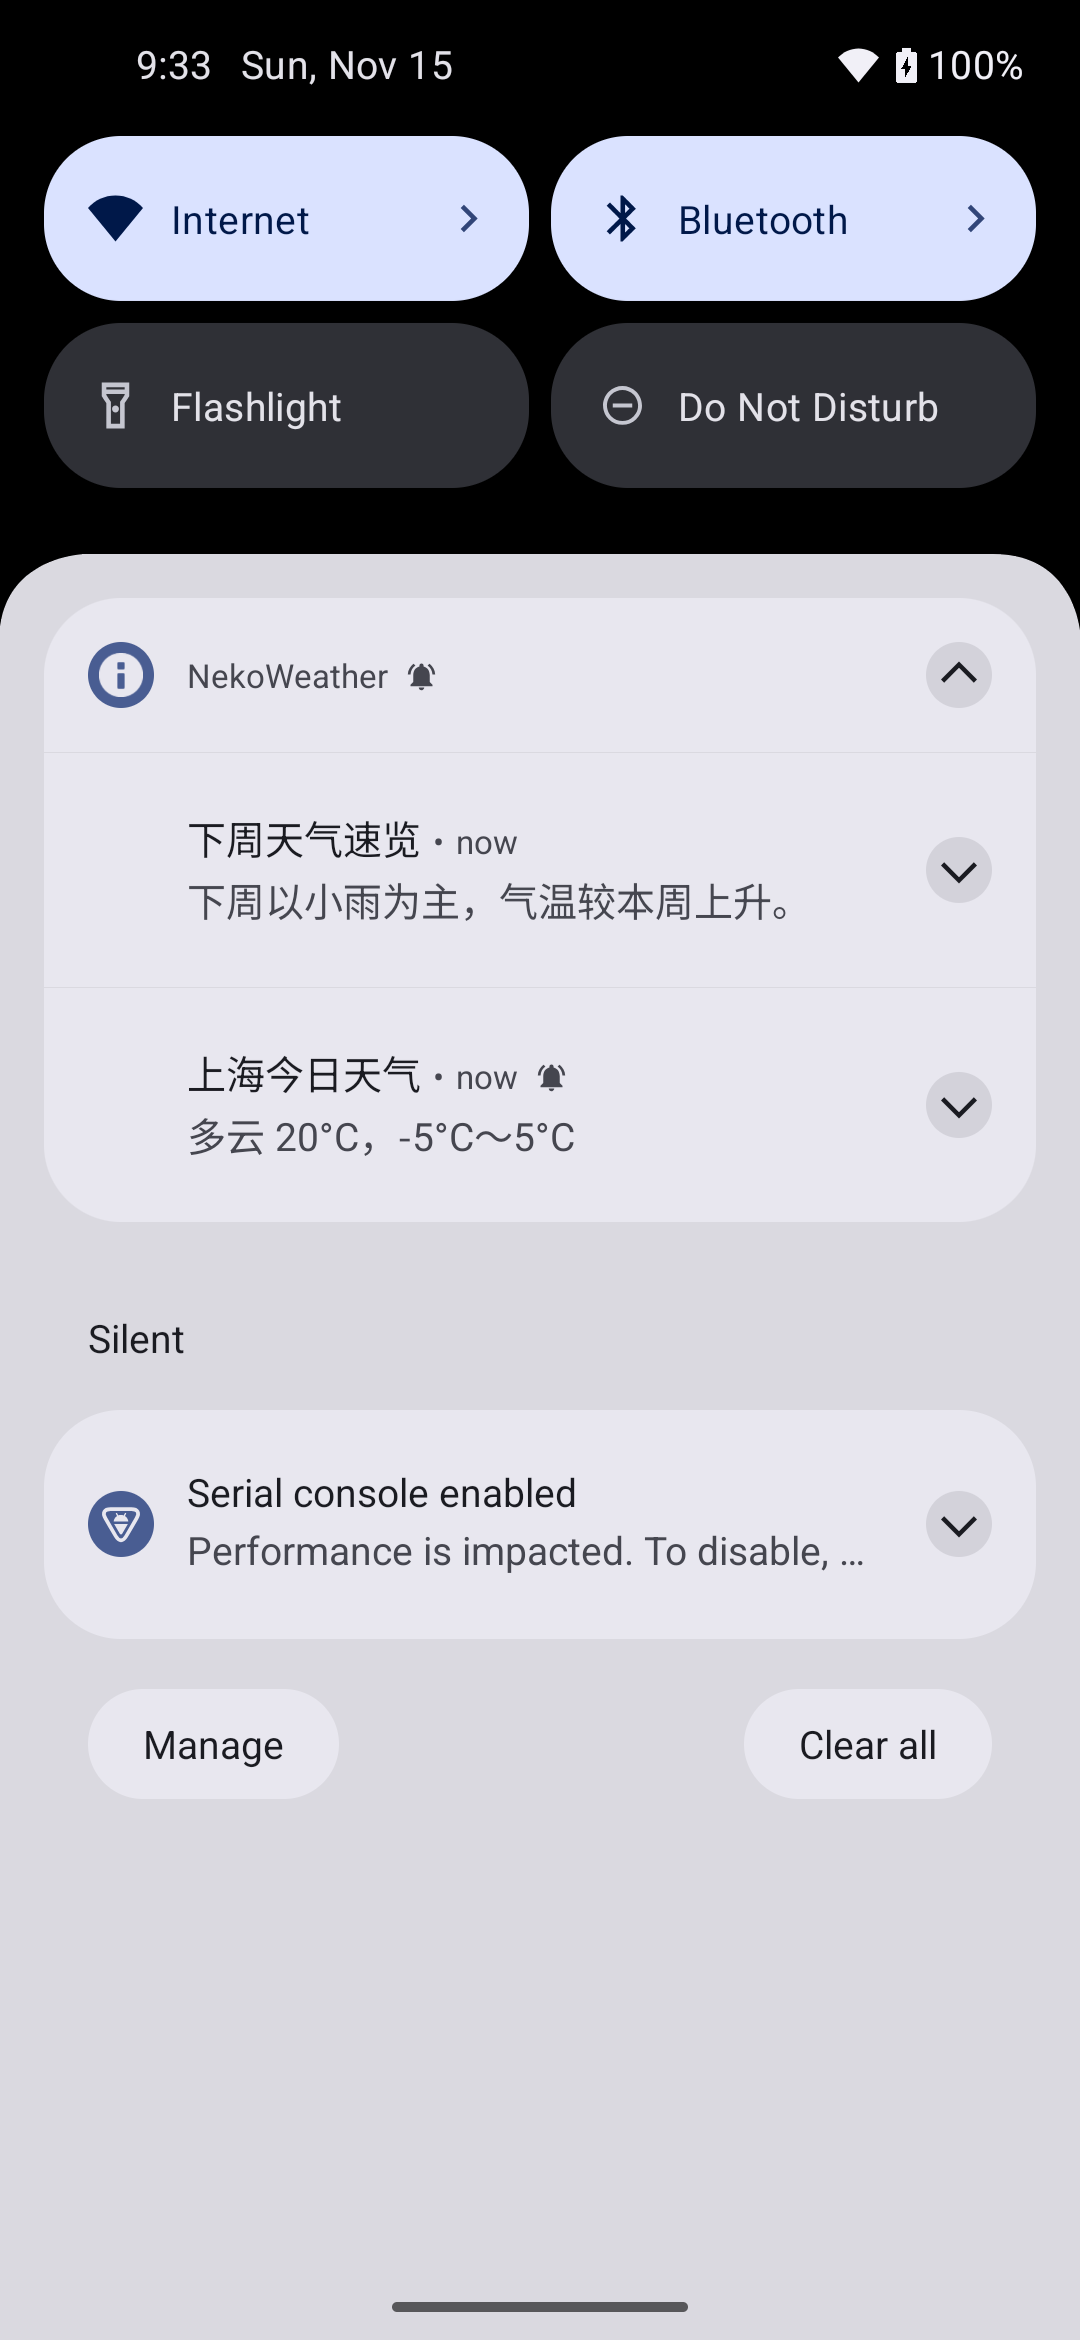 9:33 Sun, Nov 15 100%
Internet Bluetooth
Flashlight Do Not Disturb
NekoWeather
下周天气速览 · now
下周以小雨为主，气温较本周上升。
上海今日天气 · now
多云 20°C，-5°C～5°C
Silent
Serial console enabled
Performance is impacted. To disable, ...
Manage Clear all